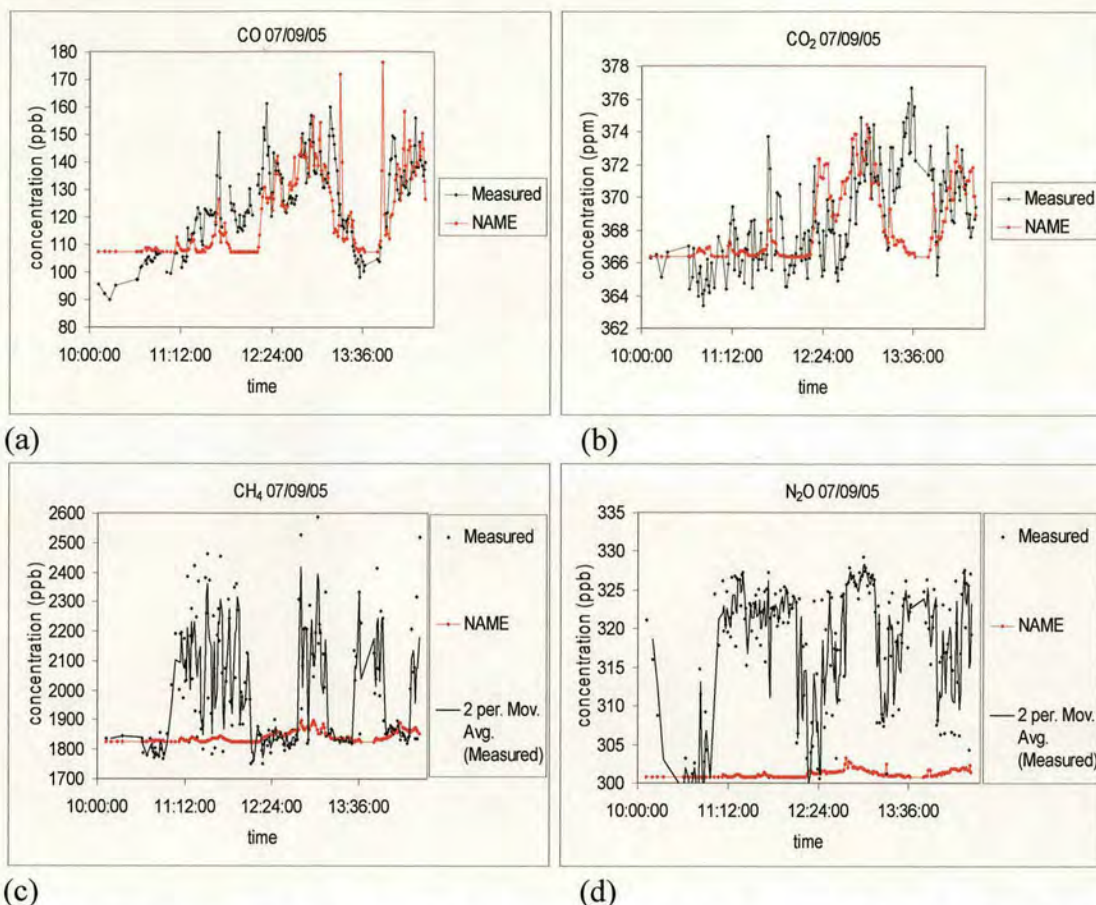 CO 07/09/05
concentration (ppb)
180
170
160
150
140
130
120
110
100
90
80
10:00:00 11:12:00 12:24:00 13:36:00
time
Measured
NAME
(a)
CO₂ 07/09/05
concentration (ppm)
378
376
374
372
370
368
366
364
362
10:00:00 11:12:00 12:24:00 13:36:00
time
Measured
NAME
(b)
CH₄ 07/09/05
concentration (ppb)
2600
2500
2400
2300
2200
2100
2000
1900
1800
1700
10:00:00 11:12:00 12:24:00 13:36:00
time
Measured
NAME
2 per. Mov.
Avg.
(Measured)
(c)
N₂O 07/09/05
concentration (ppb)
335
330
325
320
315
310
305
300
10:00:00 11:12:00 12:24:00 13:36:00
time
Measured
NAME
2 per. Mov.
Avg.
(Measured)
(d)